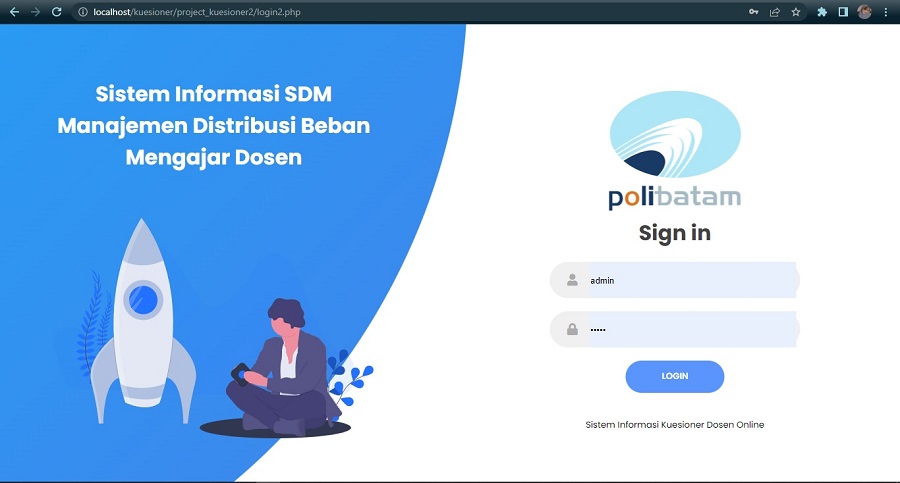 localhost/kuesioner/project_kuesioner2/login2.php
Sistem Informasi SDM
Manajemen Distribusi Beban
Mengajar Dosen
polibatam
Sign in
admin
•••••
LOGIN
Sistem Informasi Kuesioner Dosen Online